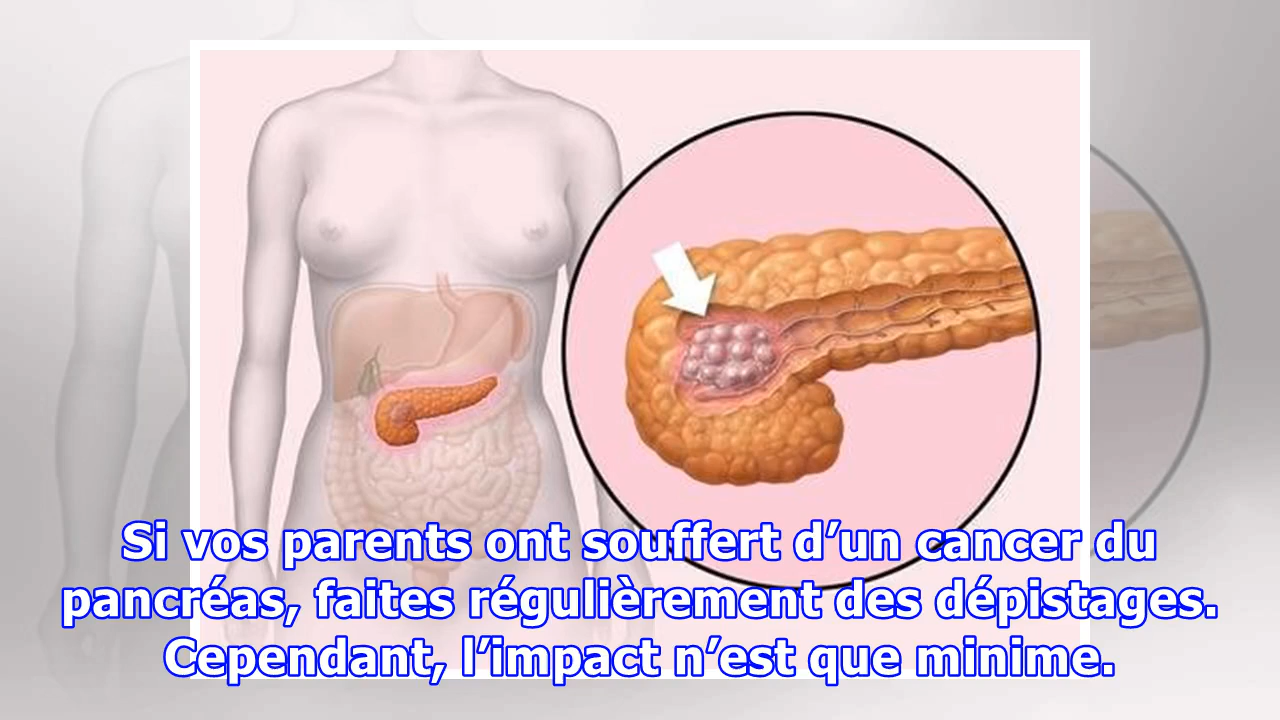 Si vos parents ont souffert d’un cancer du
pancréas, faites régulièrement des dépistages.
Cependant, l’impact n’est que minime.